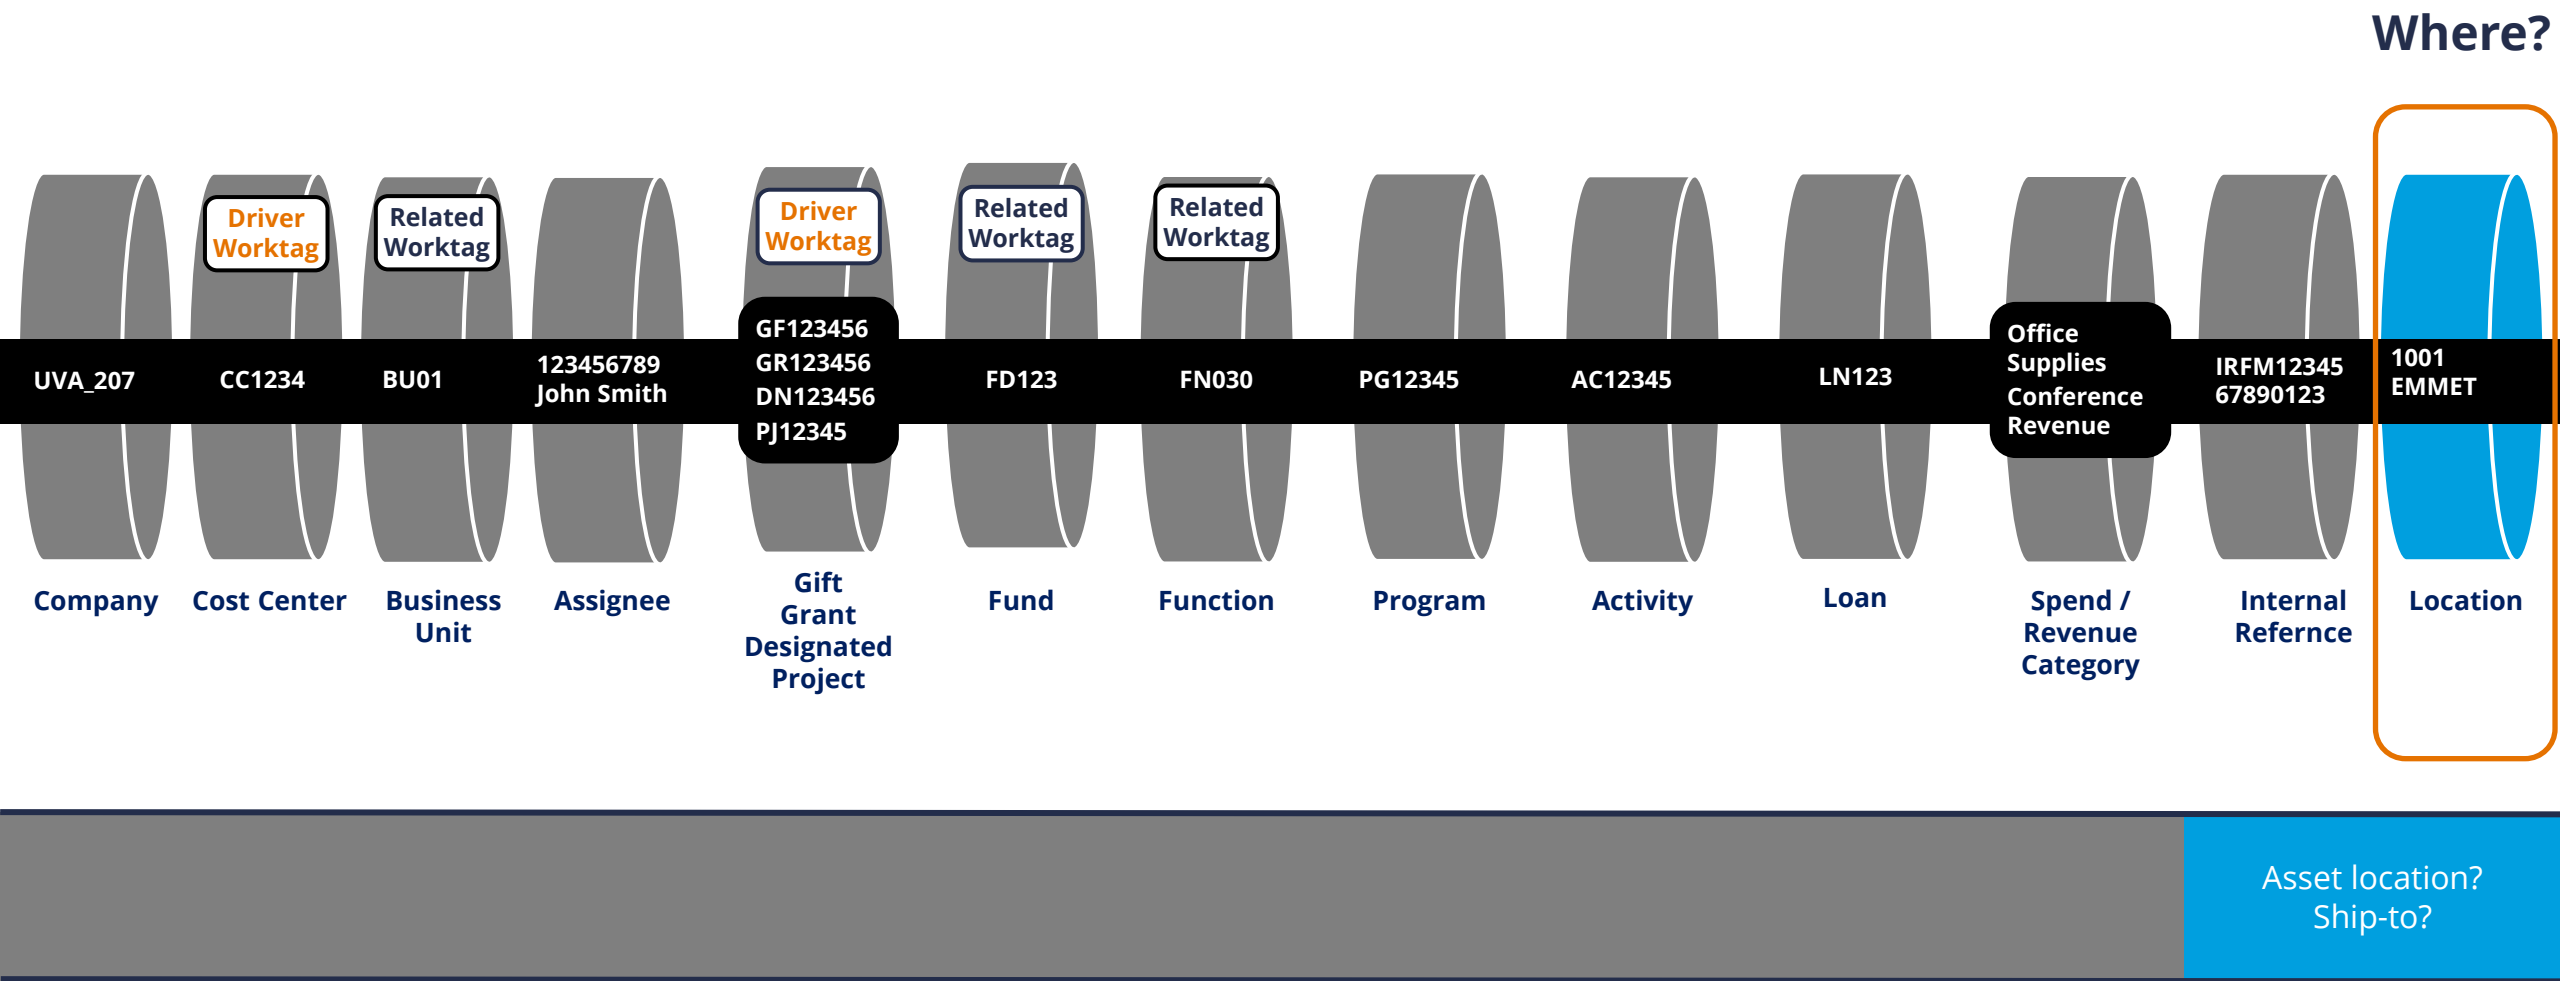 Where?
Driver
Worktag
Related
Worktag
Driver
Worktag
Related
Worktag
Related
Worktag
UVA_207
CC1234
BU01
123456789
John Smith
GF123456
GR123456
DN123456
PJ12345
FD123
FN030
PG12345
AC12345
LN123
Office
Supplies
Conference
Revenue
IRFM12345
67890123
1001
EMMET
Company
Cost Center
Business
Unit
Assignee
Gift
Grant
Designated
Project
Fund
Function
Program
Activity
Loan
Spend /
Revenue
Category
Internal
Refernce
Location
Asset location?
Ship-to?